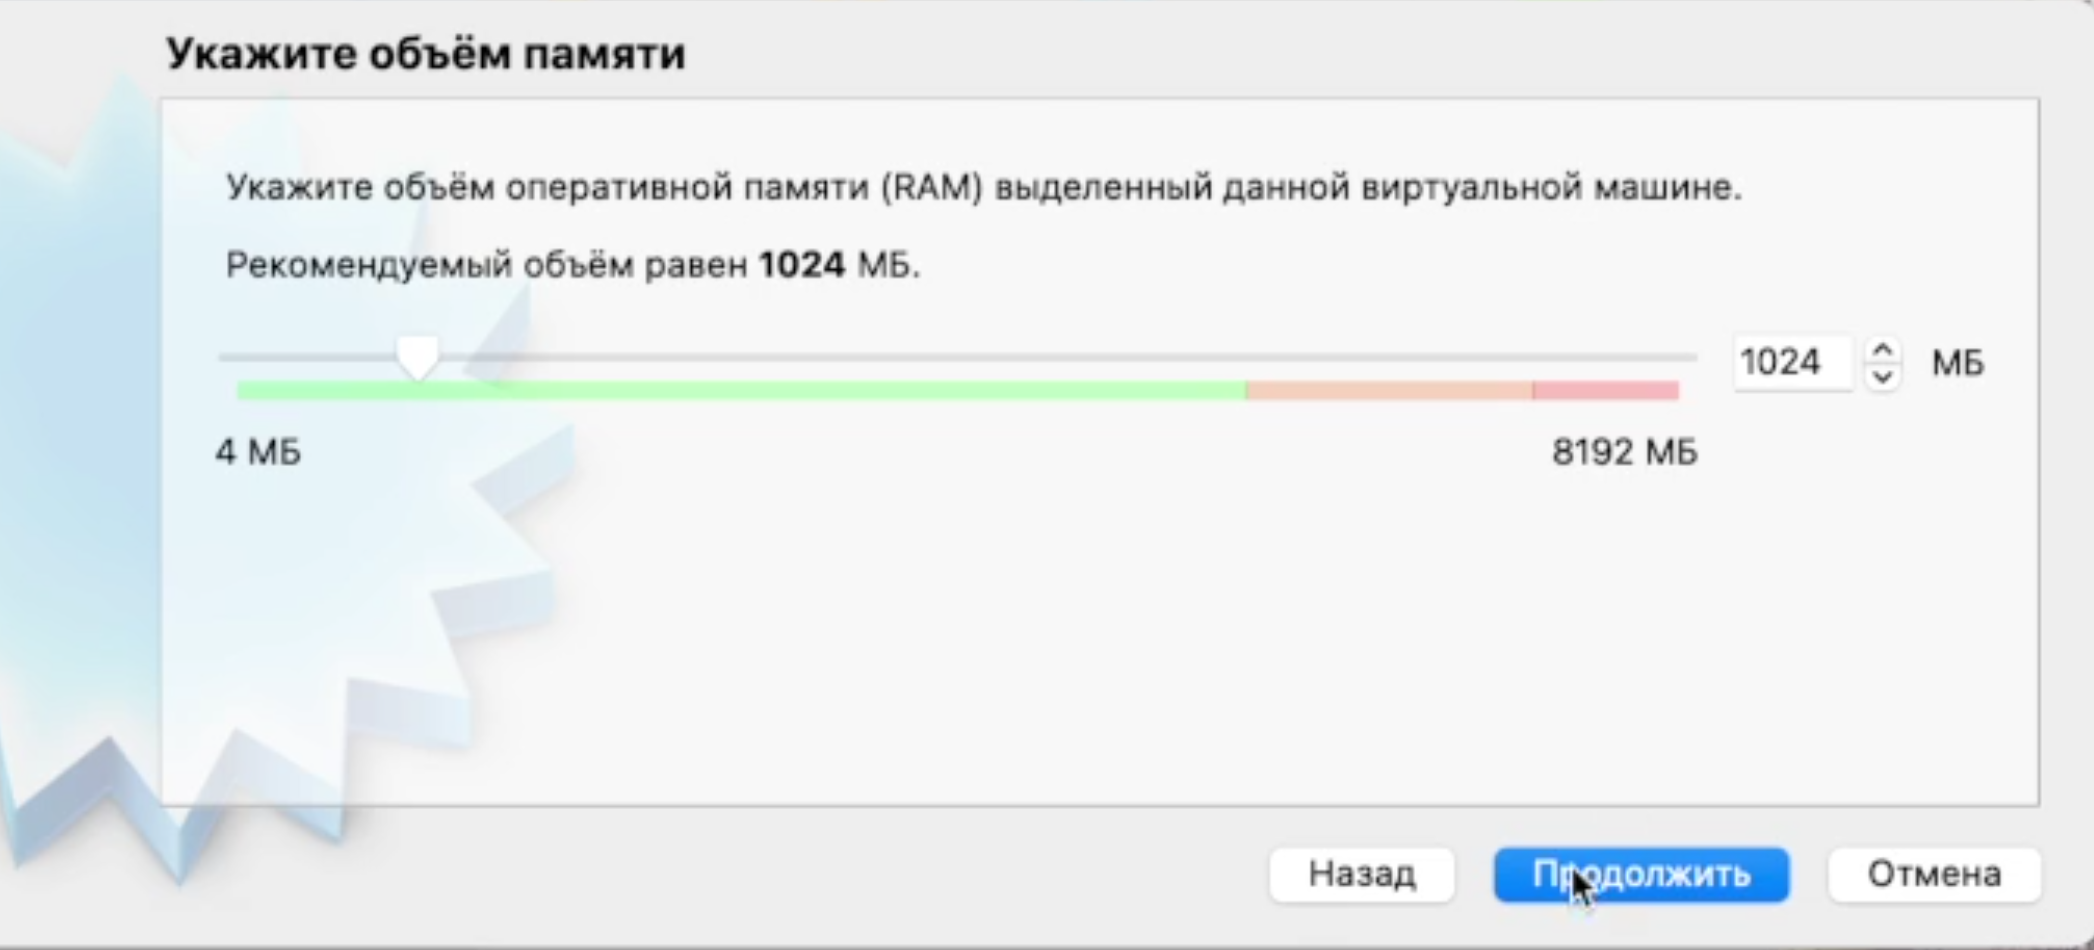 Укажите объём памяти
Укажите объём оперативной памяти (RAM) выделенный данной виртуальной машине.
Рекомендуемый объём равен 1024 МБ.
1024 МБ
4 МБ 8192 МБ
Назад Продолжить Отмена